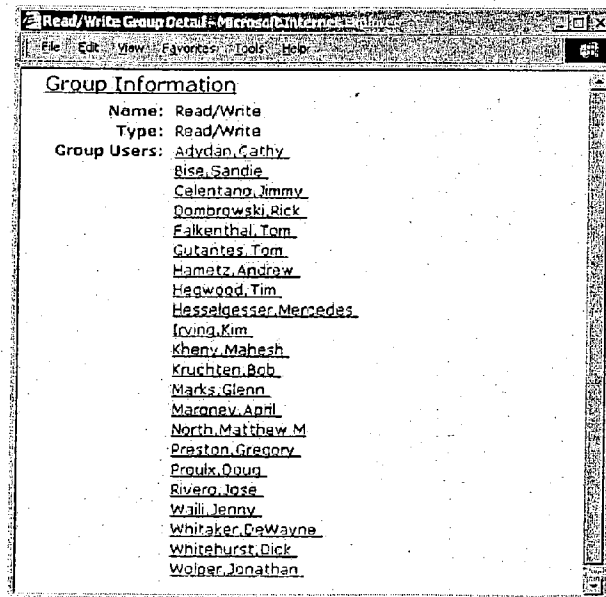 Read/Write Group Detail - Microsoft Internet Explorer
File Edit View Favorites Tools Help
Group Information
Name: Read/Write
Type: Read/Write
Group Users: Adydan,Cathy
Bise,Sandie
Celentano,Jimmy
Dombrowski,Rick
Falkenthal,Tom
Gutantes,Tom
Hametz,Andrew
Hegwood,Tim
Hesselgesser,Mercedes
Irving,Kim
Kheny,Mahesh
Kruchten,Bob
Marks,Glenn
Maroney,April
North,Matthew M
Preston,Gregory
Proulx,Doug
Rivero,Jose
Waili,Jenny
Whitaker,DeWayne
Whitehurst,Dick
Wolper,Jonathan